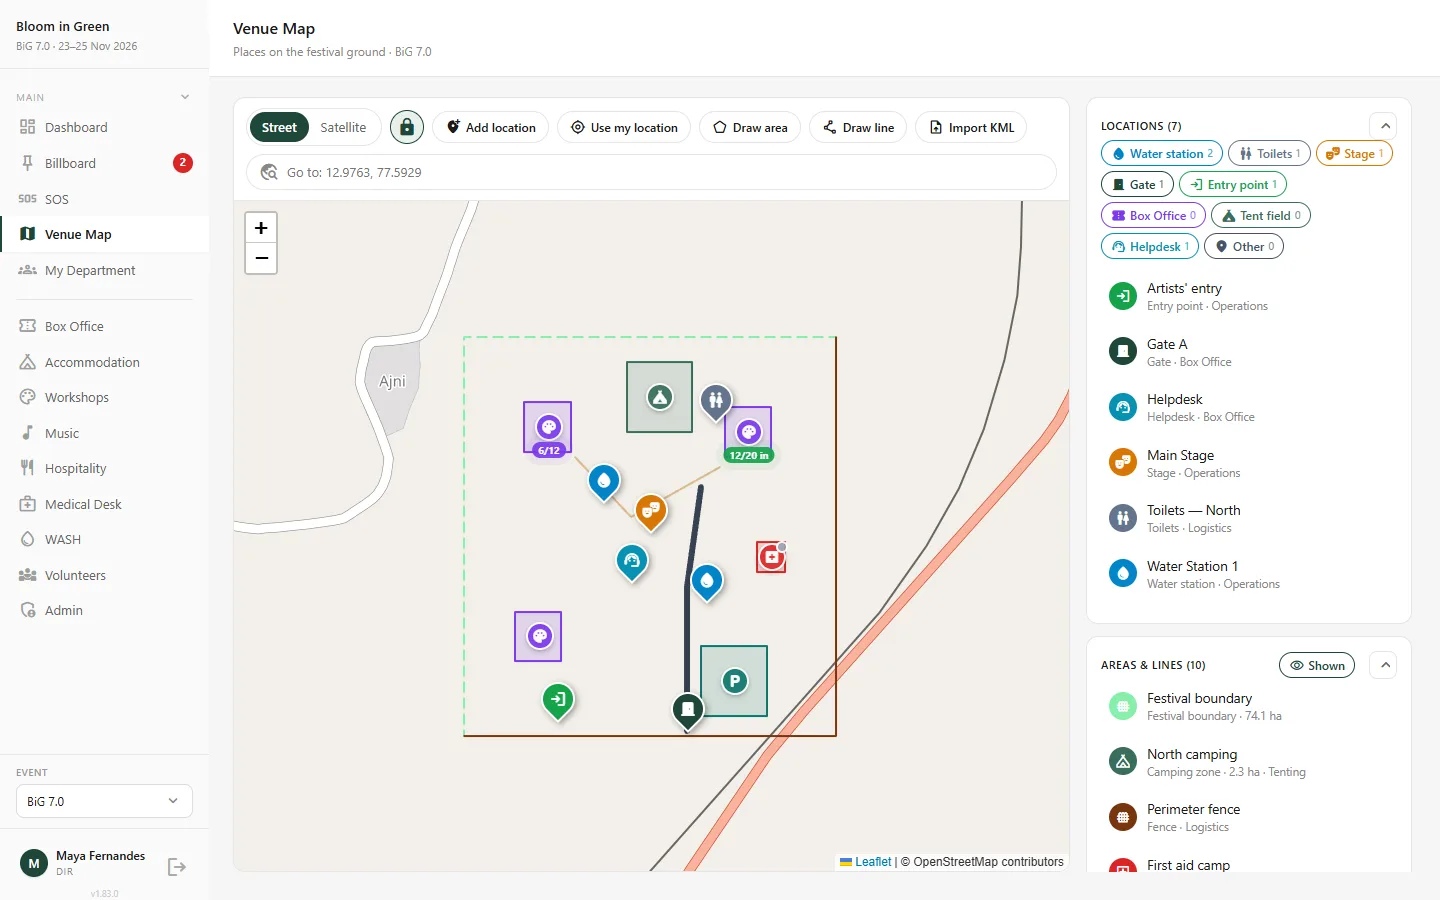 Bloom in Green
BiG 7.0 · 23–25 Nov 2026
MAIN
Dashboard
Billboard
2
SOS
SOS
Venue Map
My Department
Box Office
Accommodation
Workshops
Music
Hospitality
Medical Desk
WASH
Volunteers
Admin
EVENT
BiG 7.0
M
Maya Fernandes
DIR
v1.83.0
Venue Map
Places on the festival ground · BiG 7.0
Street
Satellite
Add location
Use my location
Draw area
Draw line
Import KML
Go to: 12.9763, 77.5929
+
−
Ajni
6/12
12/20 in
P
Leaflet | © OpenStreetMap contributors
LOCATIONS (7)
Water station 2
Toilets 1
Stage 1
Gate 1
Entry point 1
Box Office 0
Tent field 0
Helpdesk 1
Other 0
Artists' entry
Entry point · Operations
Gate A
Gate · Box Office
Helpdesk
Helpdesk · Box Office
Main Stage
Stage · Operations
Toilets — North
Toilets · Logistics
Water Station 1
Water station · Operations
AREAS & LINES (10)
Shown
Festival boundary
Festival boundary · 74.1 ha
North camping
Camping zone · 2.3 ha · Tenting
Perimeter fence
Fence · Logistics
First aid camp